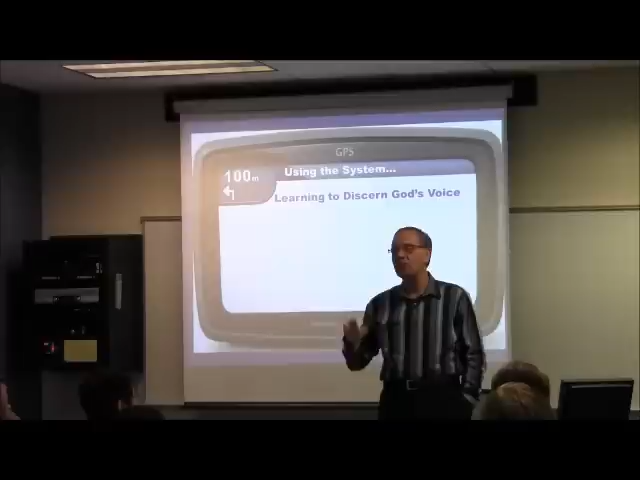 GPS
100m
Using the System...
Learning to Discern God's Voice